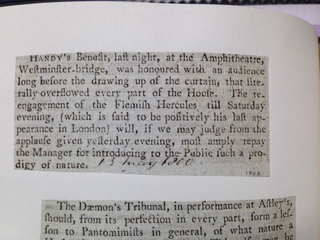 HANDY's Benefit, last night, at the Amphitheatre,
Westminster-bridge, was honoured with an audience
long before the drawing up of the curtain, that lite-
rally overflowed every part of the House. The re-
engagement of the Flemish Hercules till Saturday
evening, (which is said to be positively his last ap-
pearance in London) will, if we may judge from the
applause given yesterday evening, most amply repay
the Manager for introducing to the Public such a pro-
digy of nature. 15 may 1800
The Dæmon's Tribunal, in performance at Astley's,
should, from its perfection in every part, form a les-
son to Pantomimists in general, of what nature a